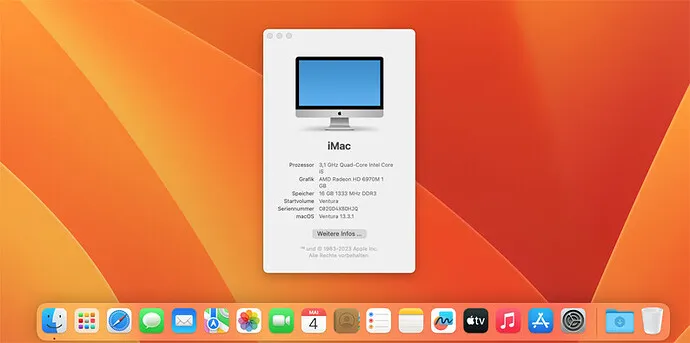 iMac
Prozessor 3,1 GHz Quad-Core Intel Core
i5
Grafik AMD Radeon HD 6970M 1
GB
Speicher 16 GB 1333 MHz DDR3
Startvolume Ventura
Seriennummer
macOS Ventura 13.3.1
Weitere Infos ...
™ und © 1983-2023 Apple Inc.
Alle Rechte vorbehalten.
MAI
4
tv